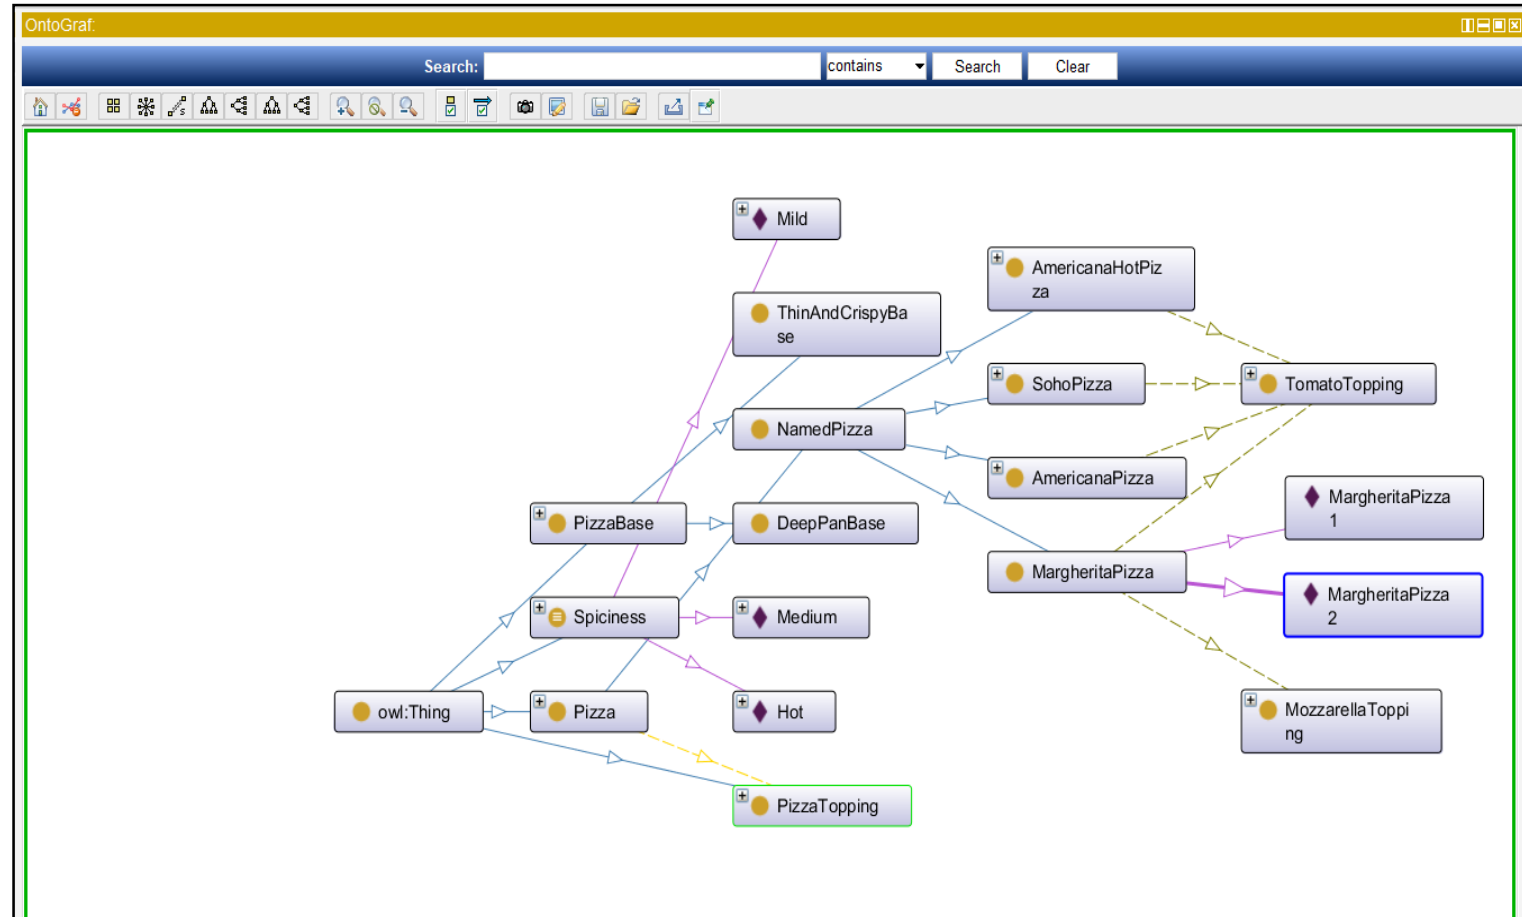 OntoGraf:
Search:
contains
Search
Clear
Mild
AmericanaHotPiz
za
ThinAndCrispyBa
se
SohoPizza
TomatoTopping
NamedPizza
AmericanaPizza
MargheritaPizza
1
PizzaBase
DeepPanBase
MargheritaPizza
MargheritaPizza
2
Spiciness
Medium
owl:Thing
Pizza
Hot
MozzarellaToppi
ng
PizzaTopping